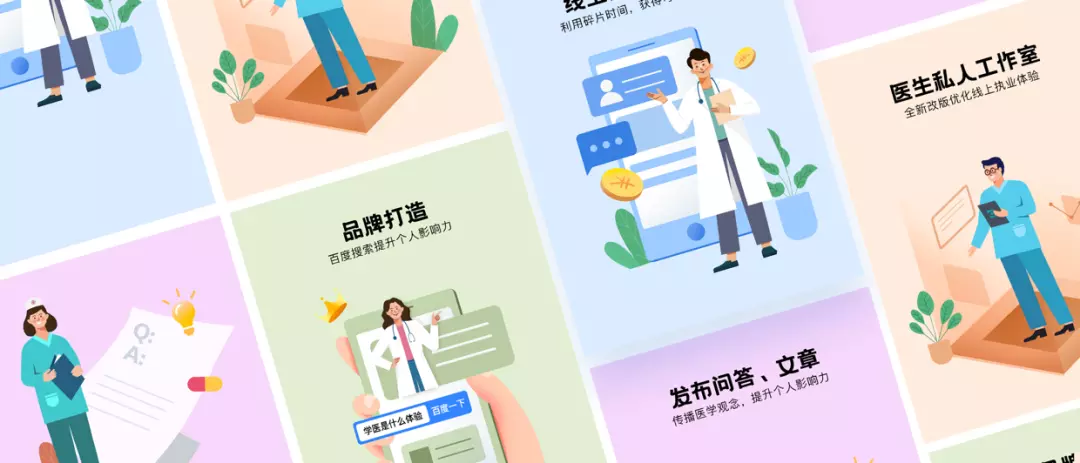 利用碎片时间，获得
医生私人工作室
全新改版优化线上执业体验
品牌打造
百度搜索提升个人影响力
Q:
A:
学医是什么体验
百度一下
发布问答、文章
传播医学观念，提升个人影响力